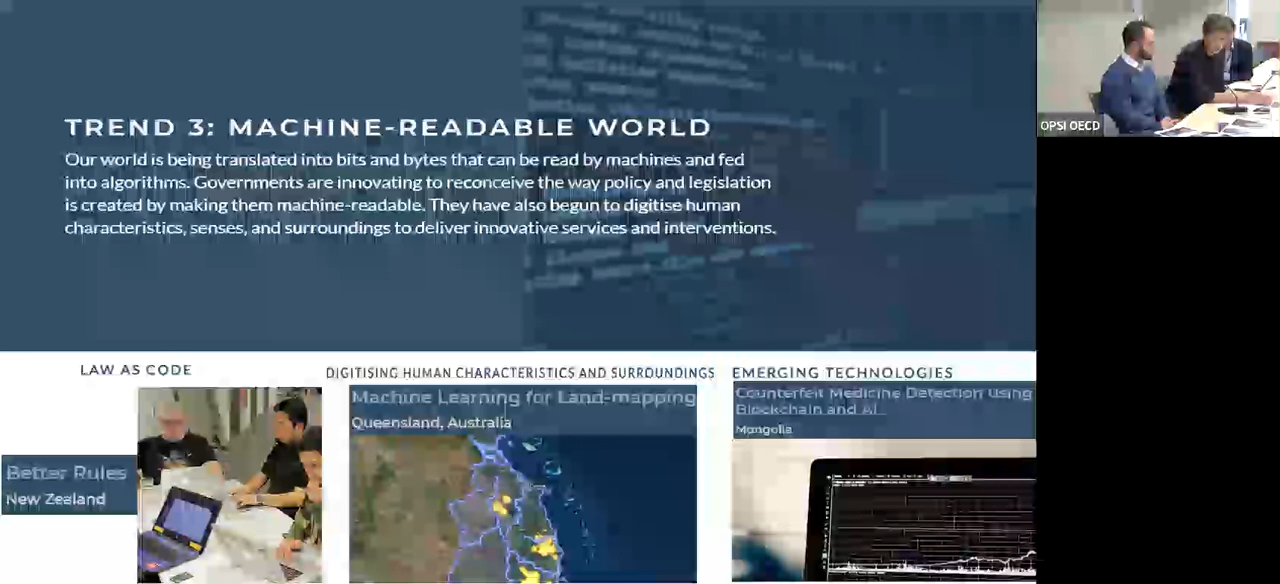 TREND 3: MACHINE-READABLE WORLD
Our world is being translated into bits and bytes that can be read by machines and fed
into algorithms. Governments are innovating to reconceive the way policy and legislation
is created by making them machine-readable. They have also begun to digitise human
characteristics, senses, and surroundings to deliver innovative services and interventions.
OPSI OECD
LAW AS CODE
Better Rules
New Zealand
DIGITISING HUMAN CHARACTERISTICS AND SURROUNDINGS
Machine Learning for Land-mapping
Queensland, Australia
EMERGING TECHNOLOGIES
Counterfeit Medicine Detection using
Blockchain and AI
Mongolia